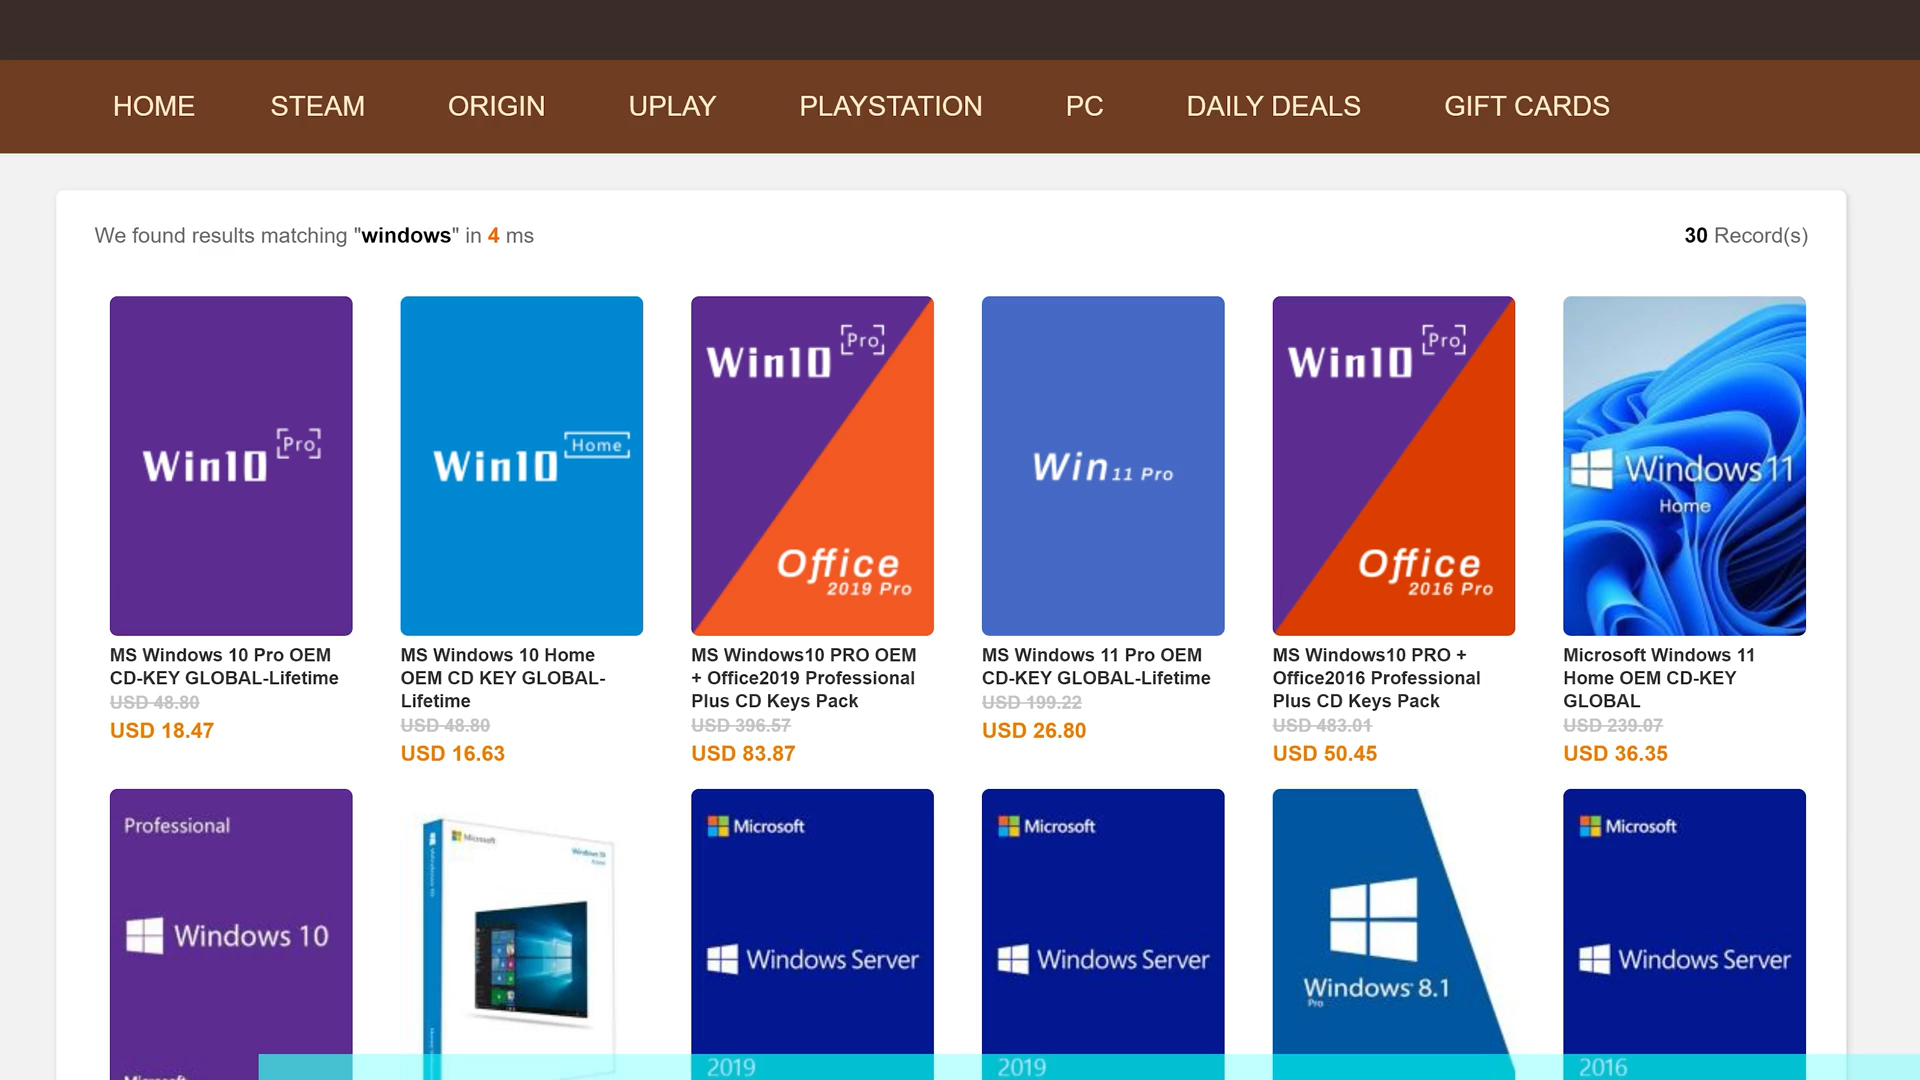 HOME STEAM ORIGIN UPLAY PLAYSTATION PC DAILY DEALS GIFT CARDS
We found results matching "windows" in 4 ms
30 Record(s)
Win10 Pro
Win10 Home
Win10 Pro
Office
2019 Pro
Win 11 Pro
Win10 Pro
Office
2016 Pro
Windows 11
Home
MS Windows 10 Pro OEM
CD-KEY GLOBAL-Lifetime
USD 48.80
USD 18.47
MS Windows 10 Home
OEM CD KEY GLOBAL-
Lifetime
USD 48.80
USD 16.63
MS Windows10 PRO OEM
+ Office2019 Professional
Plus CD Keys Pack
USD 396.57
USD 83.87
MS Windows 11 Pro OEM
CD-KEY GLOBAL-Lifetime
USD 199.22
USD 26.80
MS Windows10 PRO +
Office2016 Professional
Plus CD Keys Pack
USD 483.01
USD 50.45
Microsoft Windows 11
Home OEM CD-KEY
GLOBAL
USD 239.07
USD 36.35
Professional
Windows 10
Microsoft
Microsoft
Windows 10
Microsoft
Windows Server
2019
Microsoft
Windows Server
2019
Windows 8.1
Pro
Microsoft
Windows Server
2016